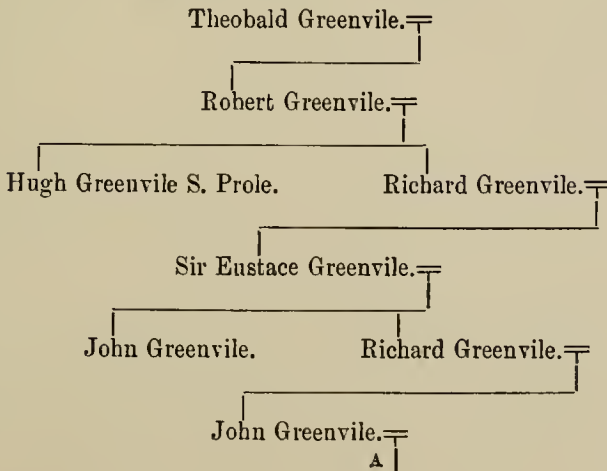 Theobald Greenvile.
Robert Greenvile.
Hugh Greenvile S. Prole. Richard Greenvile.
Sir Eustace Greenvile.
John Greenvile. Richard Greenvile.
John Greenvile.
A